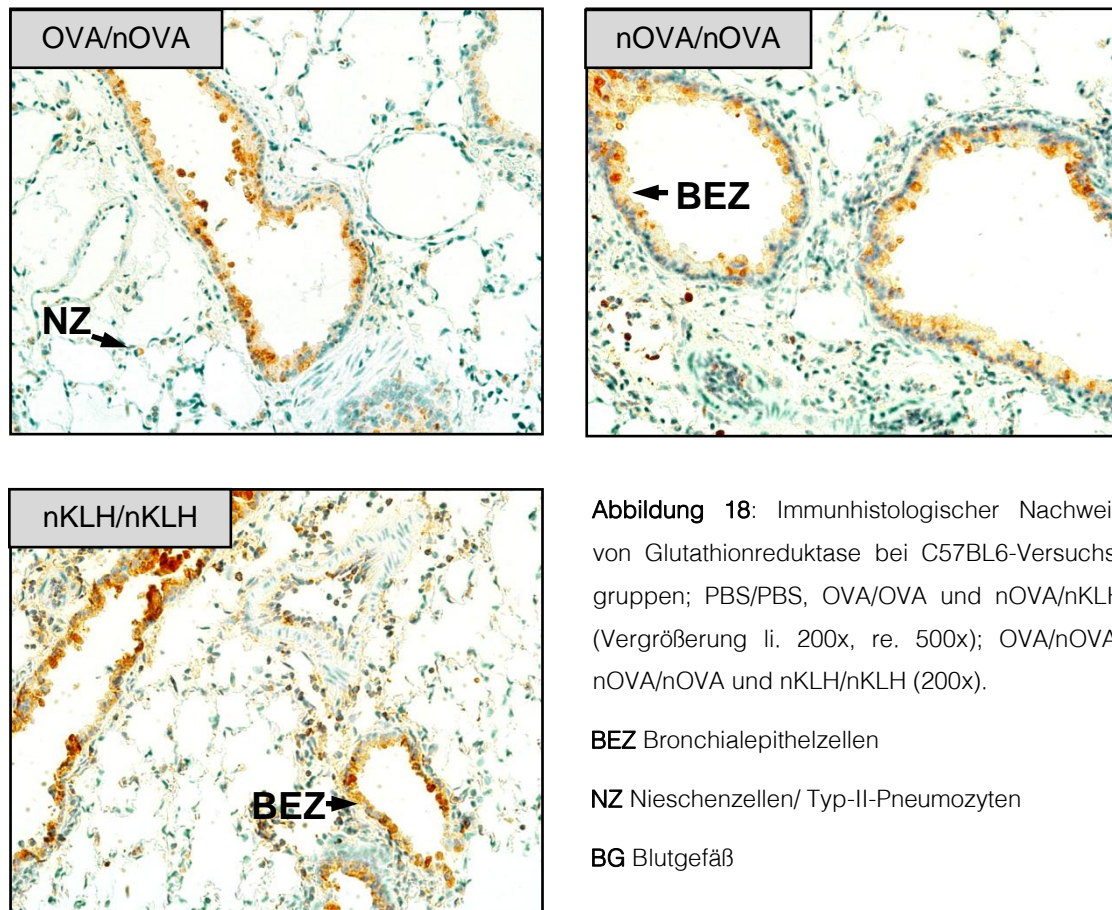 OVA/nOVA
nOVA/nOVA
BEZ
NZ
nKLH/nKLH
BEZ
Abbildung 18: Immunhistologischer Nachwei
von Glutathionreduktase bei C57BL6-Versuchs
gruppen; PBS/PBS, OVA/OVA und nOVA/nKLH
(Vergrößerung li. 200x, re. 500x); OVA/nOVA
nOVA/nOVA und nKLH/nKLH (200x).
BEZ Bronchialepithelzellen
NZ Nieschenzellen/ Typ-II-Pneumozyten
BG Blutgefäß